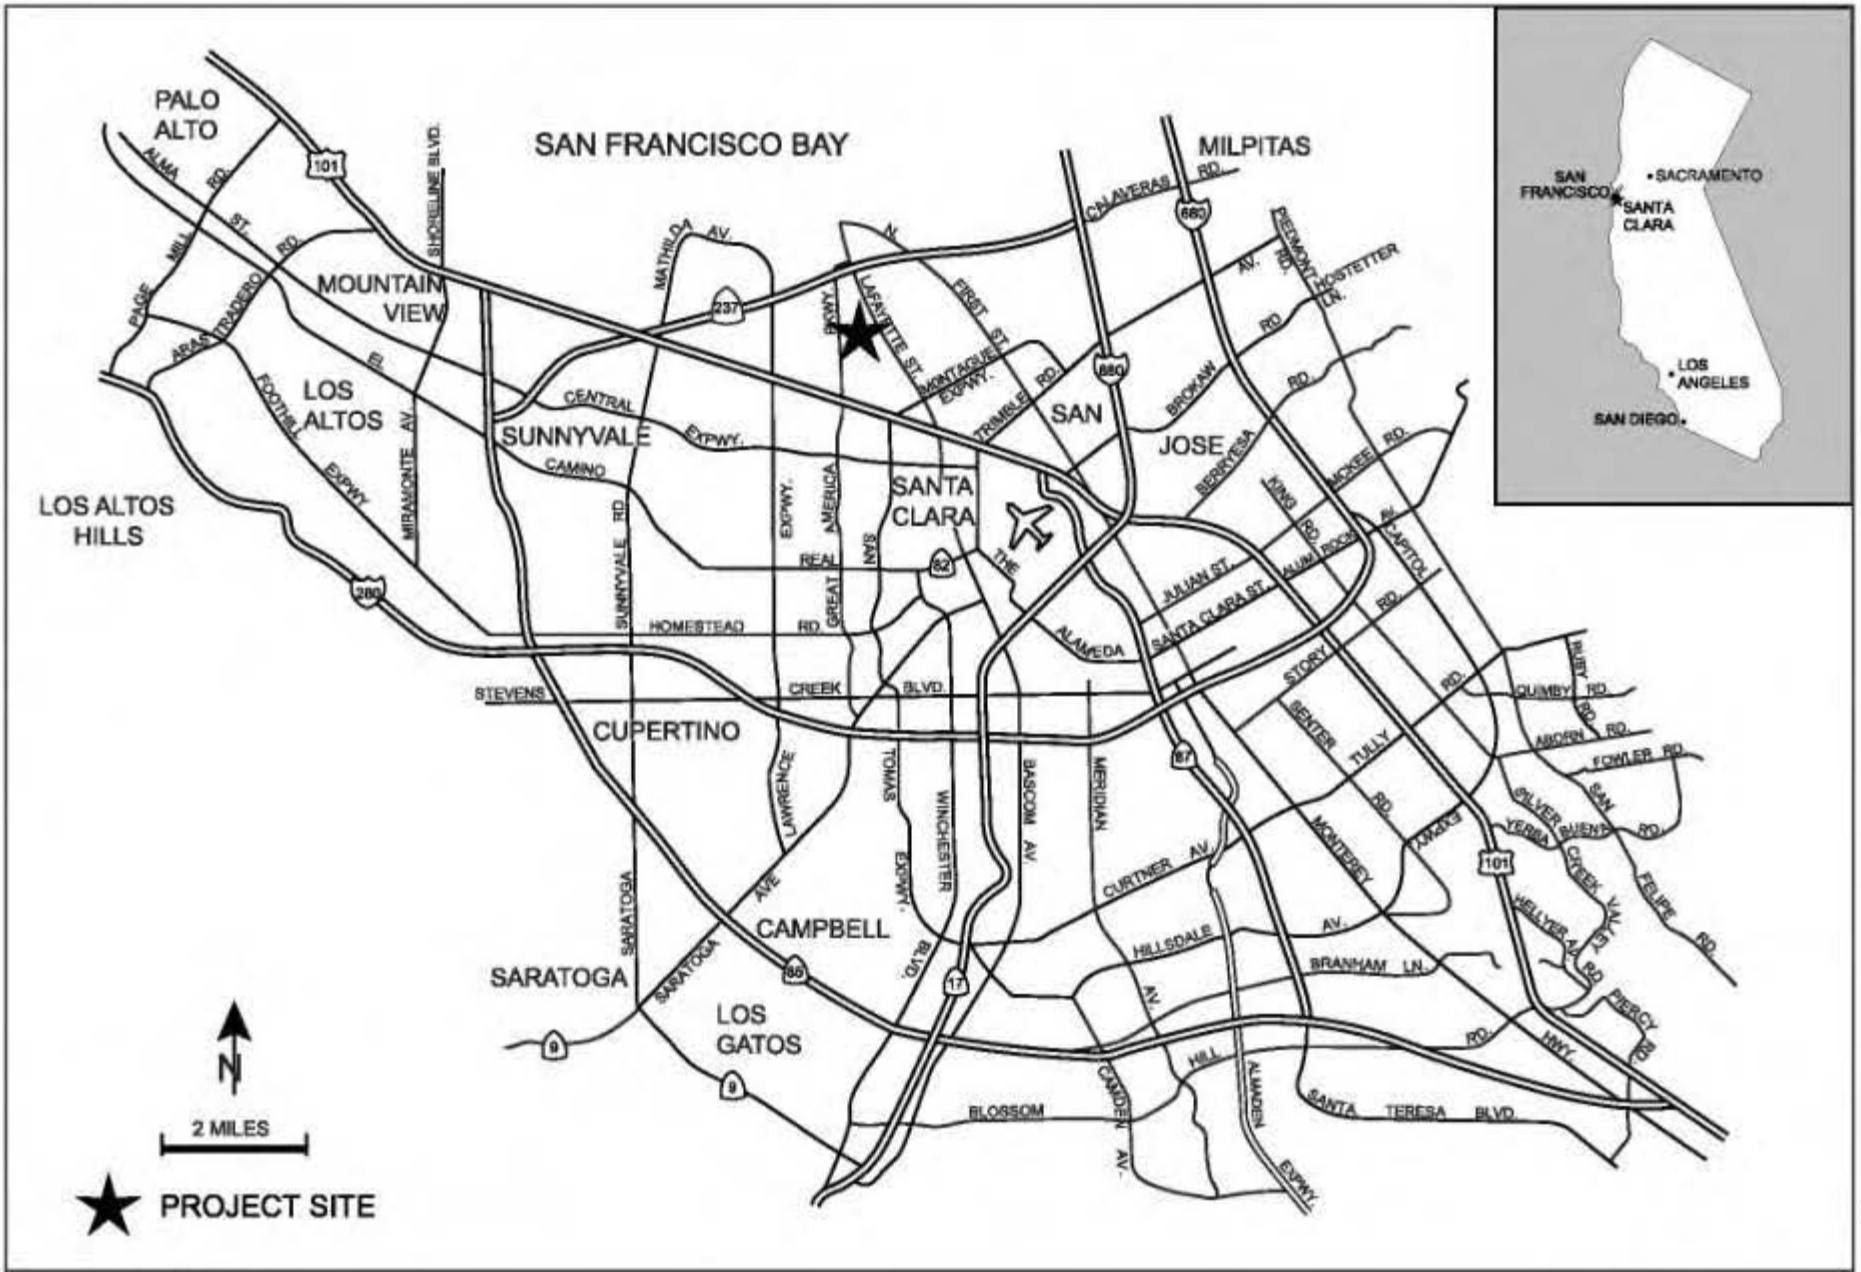 PALO
ALTO
ALMA
ST.
101
SHORELINE BLVD.
SAN FRANCISCO BAY
MILPITAS
CALAVERAS RD.
680
PAGE MILL RD.
ARASTRADERO RD.
MOUNTAIN
VIEW
MATHILDA AV.
237
PKWY.
LAFAYETTE ST.
N. FIRST ST.
PIEDMONT
RD.
HOSTETTER
LN.
AV.
RD.
MONTAGUE
EXPWY.
TRIMBLE RD.
880
BROKAW
BERRYESA RD.
SAN
JOSE
LOS
ALTOS
FOOTHILL
EXPWY
EL
CAMINO
REAL
SUNNYVALE
CENTRAL
EXPWY.
MIRAMONTE AV.
LOS ALTOS
HILLS
280
SUNNYVALE RD.
EXPWY.
GREAT AMERICA
SAN
SANTA
CLARA
82
THE
ALAMEDA
KING RD.
MCKEE RD.
JULIAN ST.
SANTA CLARA ST.
ALUM ROCK AV.
CAPITOL
HOMESTEAD RD.
STEVENS CREEK BLVD.
CUPERTINO
STORY RD.
SENTER
RD.
TULLY RD.
RUBY
RD.
QUIMBY RD.
ABORN RD.
FOWLER RD.
87
LAWRENCE
TOMAS
EXPWY.
WINCHESTER
BLVD.
BASCOM AV.
MERIDIAN
AV.
MONTEREY
HWY.
EXPWY
SILVER
CREEK
VALLEY
RD
YERBA BUENA RD.
SAN
FELIPE
RD.
101
CURTNER AV.
HILLSDALE AV.
BRANHAM LN.
HELLYER AV.
PIERCY
RD.
SARATOGA
SARATOGA AVE
CAMPBELL
SARATOGA
85
17
LOS
GATOS
9
9
BLOSSOM HILL RD.
CAMDEN AV.
ALMADEN
EXPWY.
SANTA TERESA BLVD.
N
2 MILES
PROJECT SITE
SAN
FRANCISCO
SACRAMENTO
SANTA
CLARA
LOS
ANGELES
SAN DIEGO